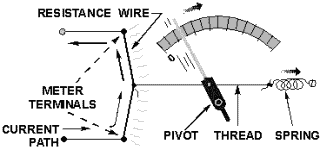 RESISTANCE WIRE
0
METER
TERMINALS
CURRENT
PATH
PIVOT
THREAD
SPRING